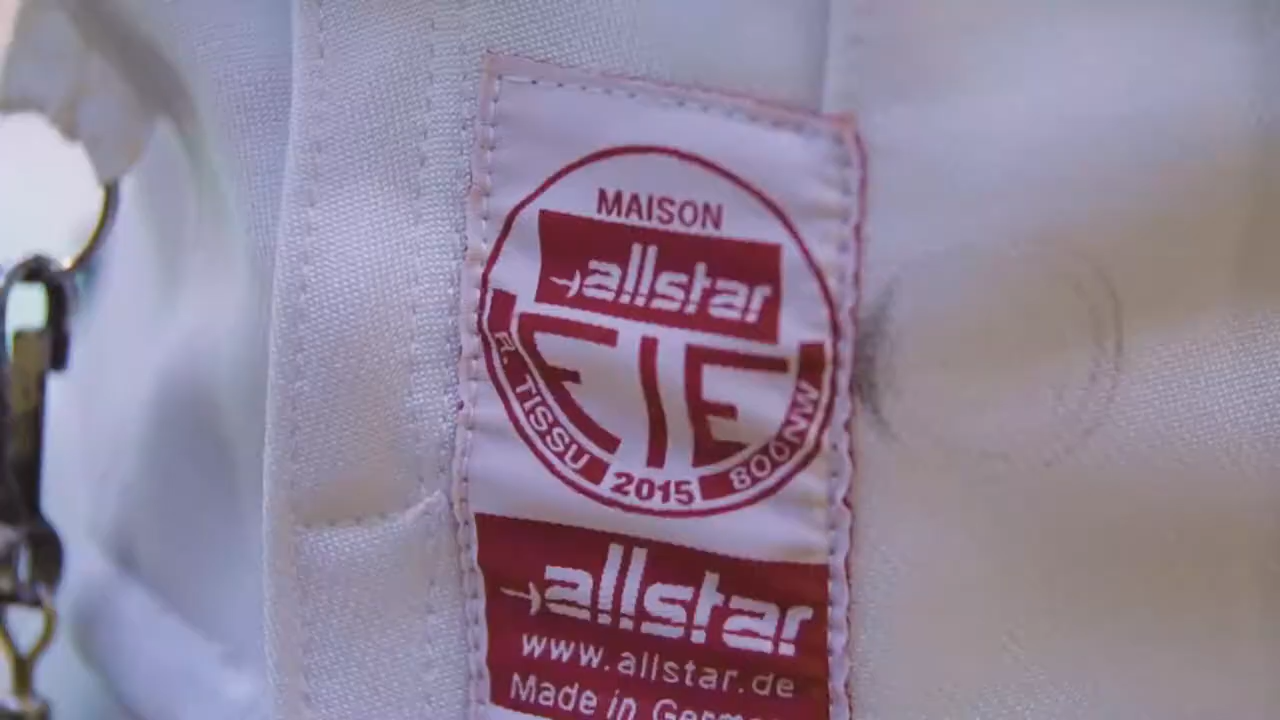 MAISON
allstar
FIE
R. TISSU 2015 800NW
allstar
www.allstar.de
Made in